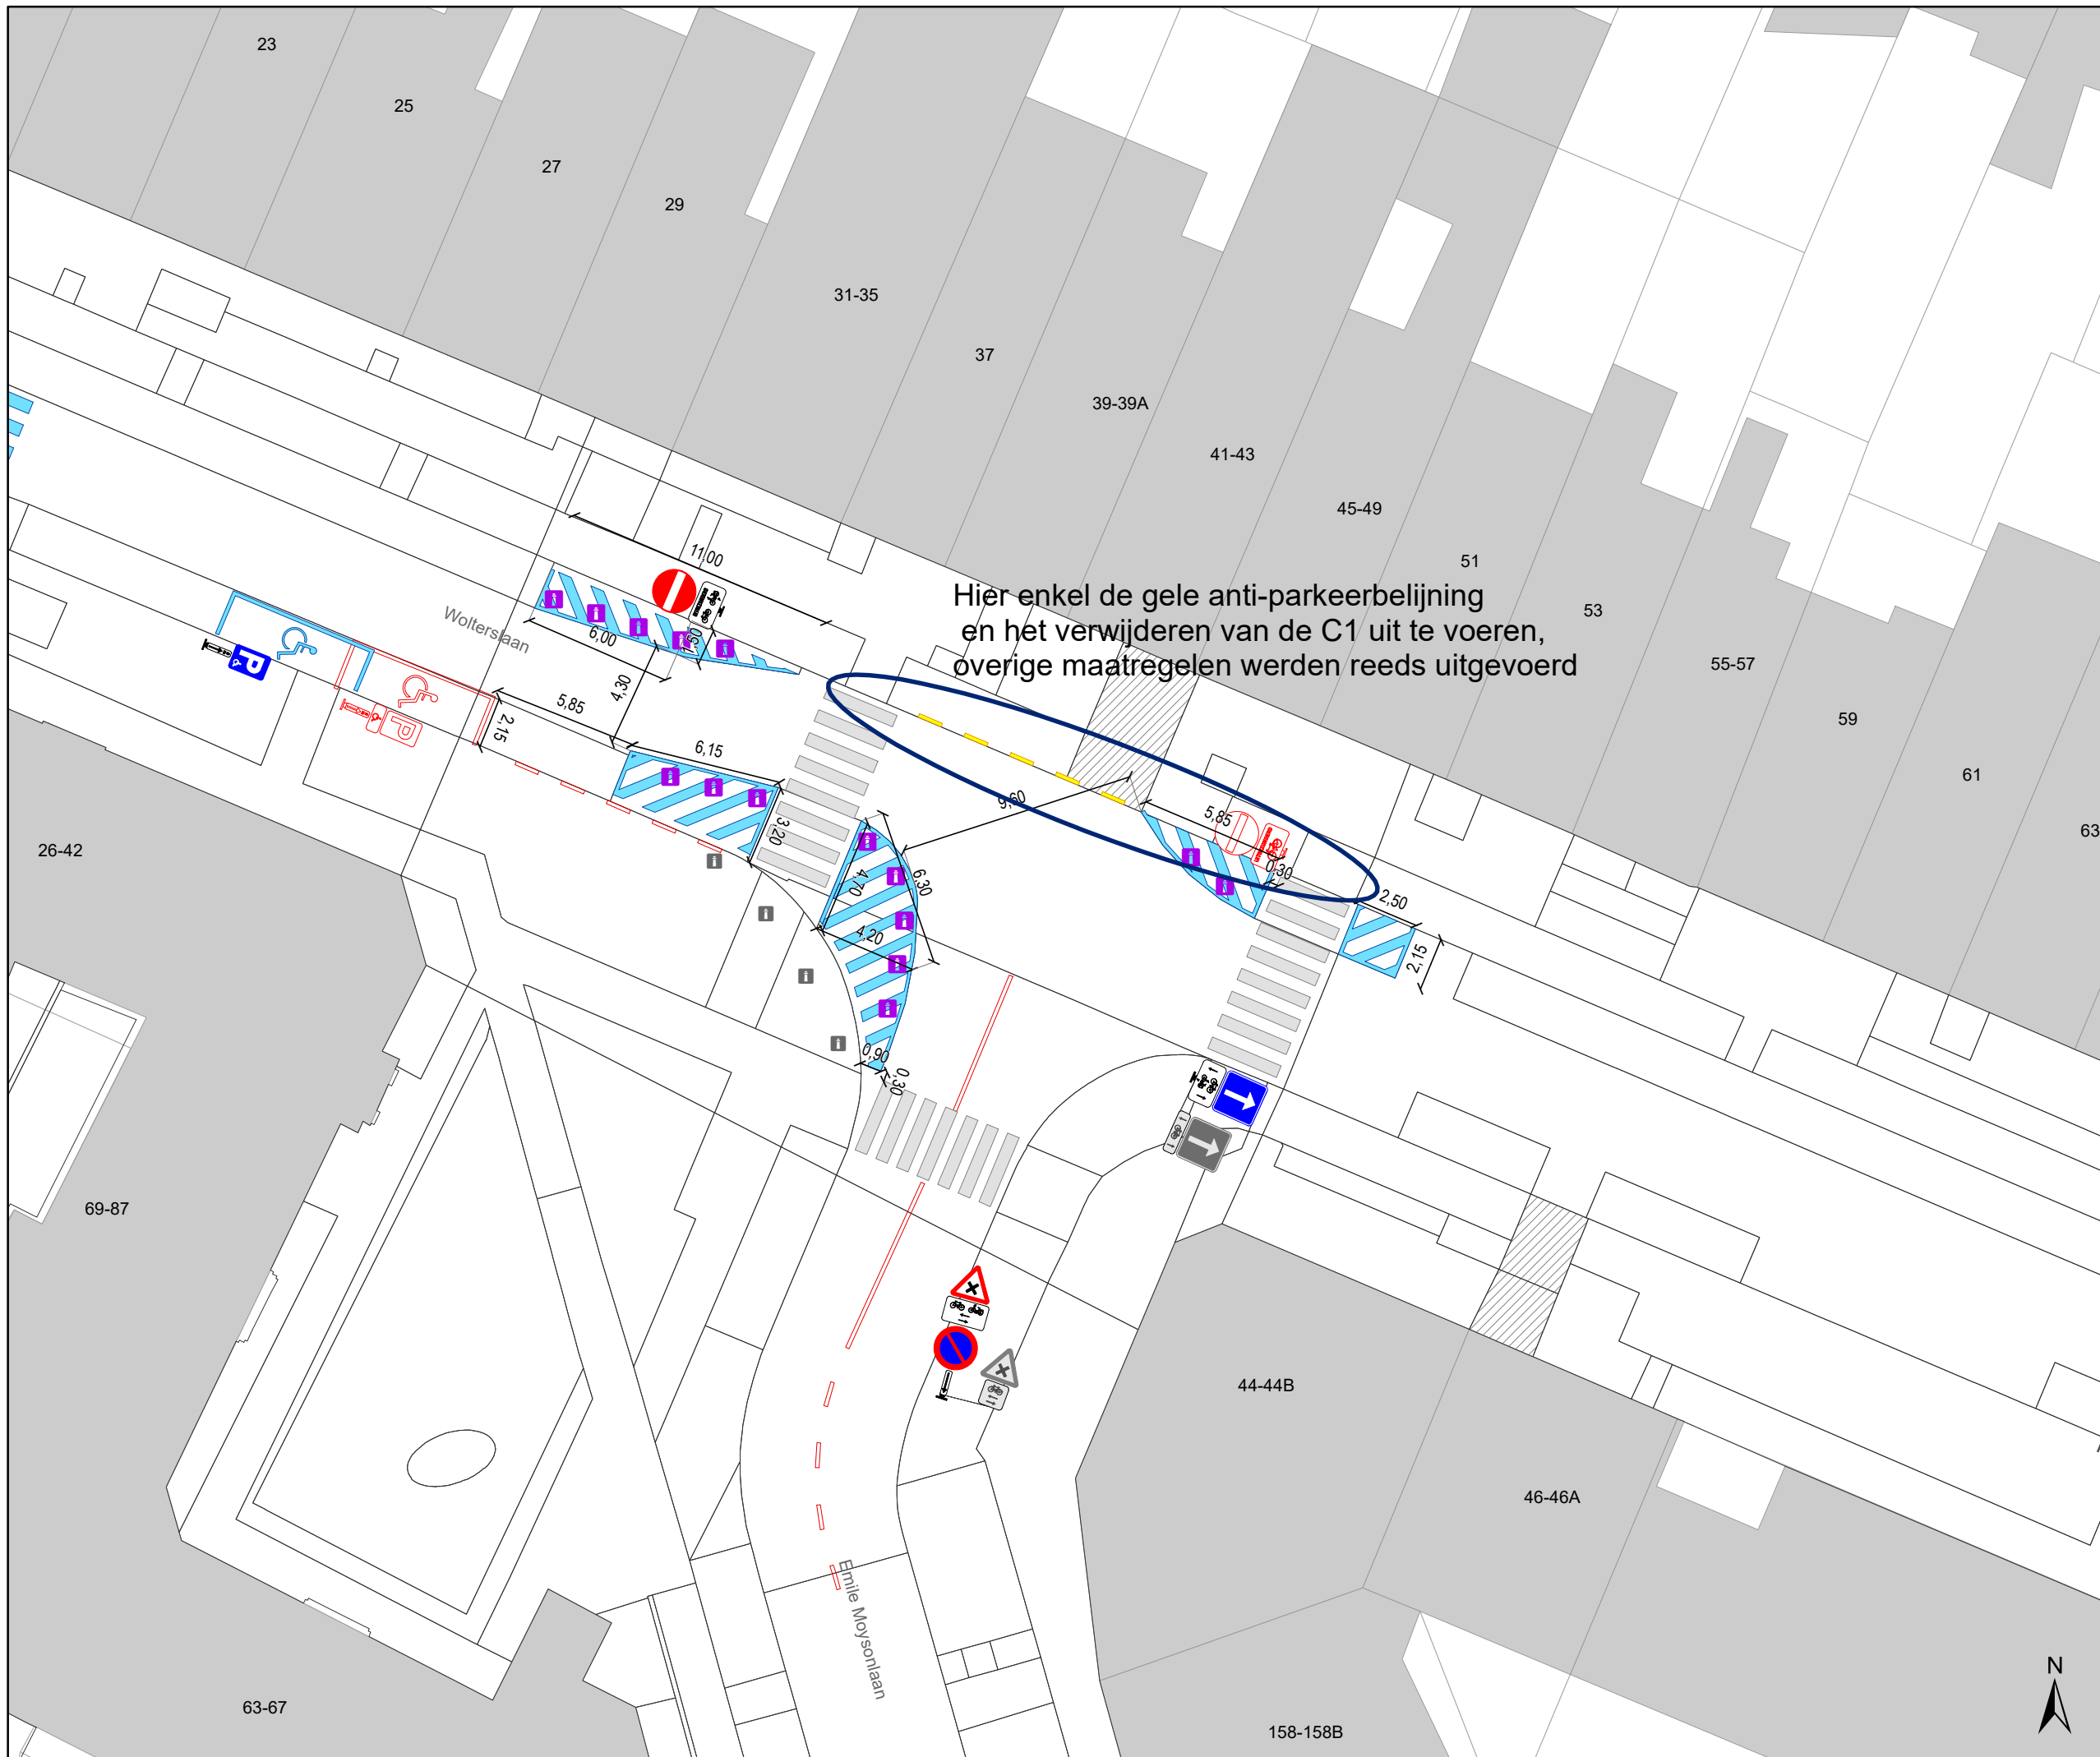 23
25
27
29
31-35
37
39-39A
41-43
45-49
51
53
55-57
59
61
63
11,00
Hier enkel de gele anti-parkeerbelijning
en het verwijderen van de C1 uit te voeren,
overige maatregelen werden reeds uitgevoerd
Wolterslaan
6,00
4,30
5,85
2,15
6,15
3,20
9,60
5,85
0,30
2,50
2,15
4,70
6,30
4,20
0,90
0,30
P
P
26-42
69-87
63-67
44-44B
46-46A
158-158B
Emile Moysonlaan
N